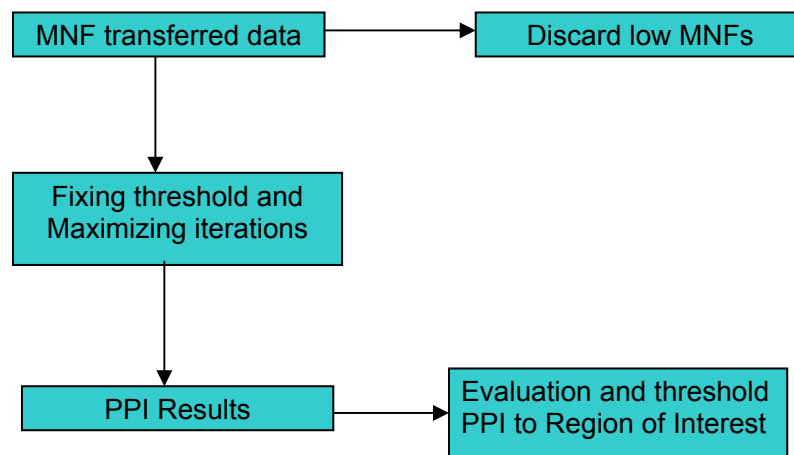 MNF transferred data
Discard low MNFs
Fixing threshold and
Maximizing iterations
PPI Results
Evaluation and threshold
PPI to Region of Interest